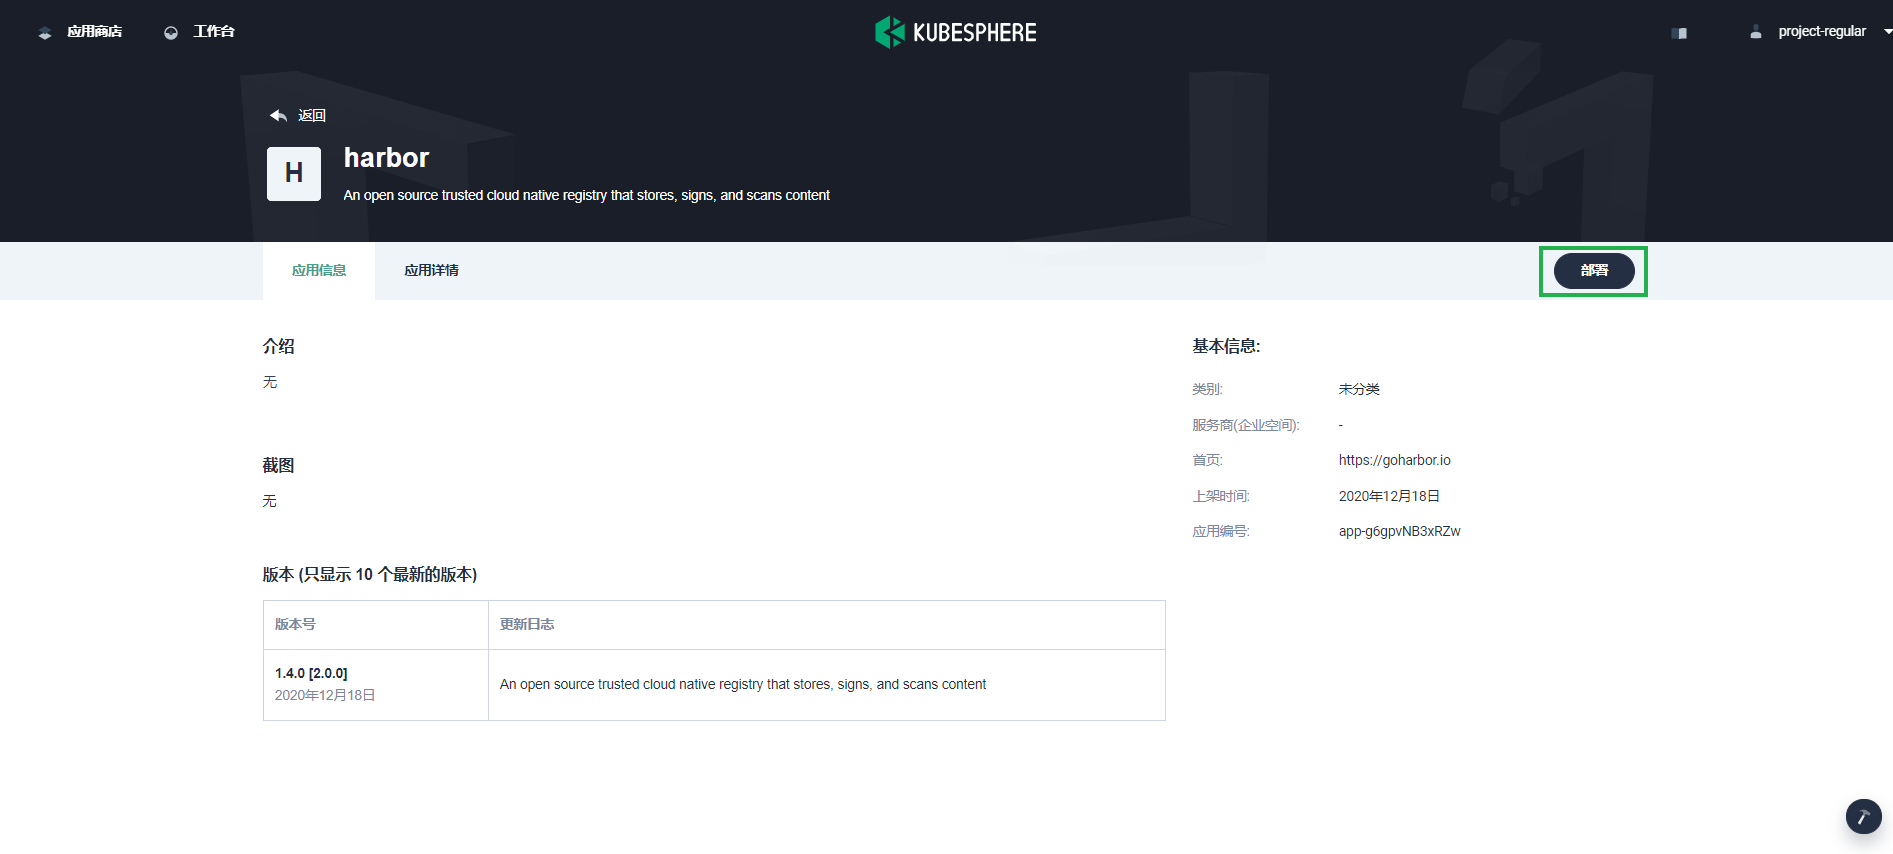 应用商店
工作台
KUBESPHERE
project-regular
返回
H
harbor
An open source trusted cloud native registry that stores, signs, and scans content
应用信息
应用详情
部署
介绍
无
截图
无
版本 (只显示 10 个最新的版本)
版本号
更新日志
1.4.0 [2.0.0]
2020年12月18日
An open source trusted cloud native registry that stores, signs, and scans content
基本信息:
类别:
未分类
服务商(企业空间):
-
首页:
https://goharbor.io
上架时间:
2020年12月18日
应用编号:
app-g6gpvNB3xRZw